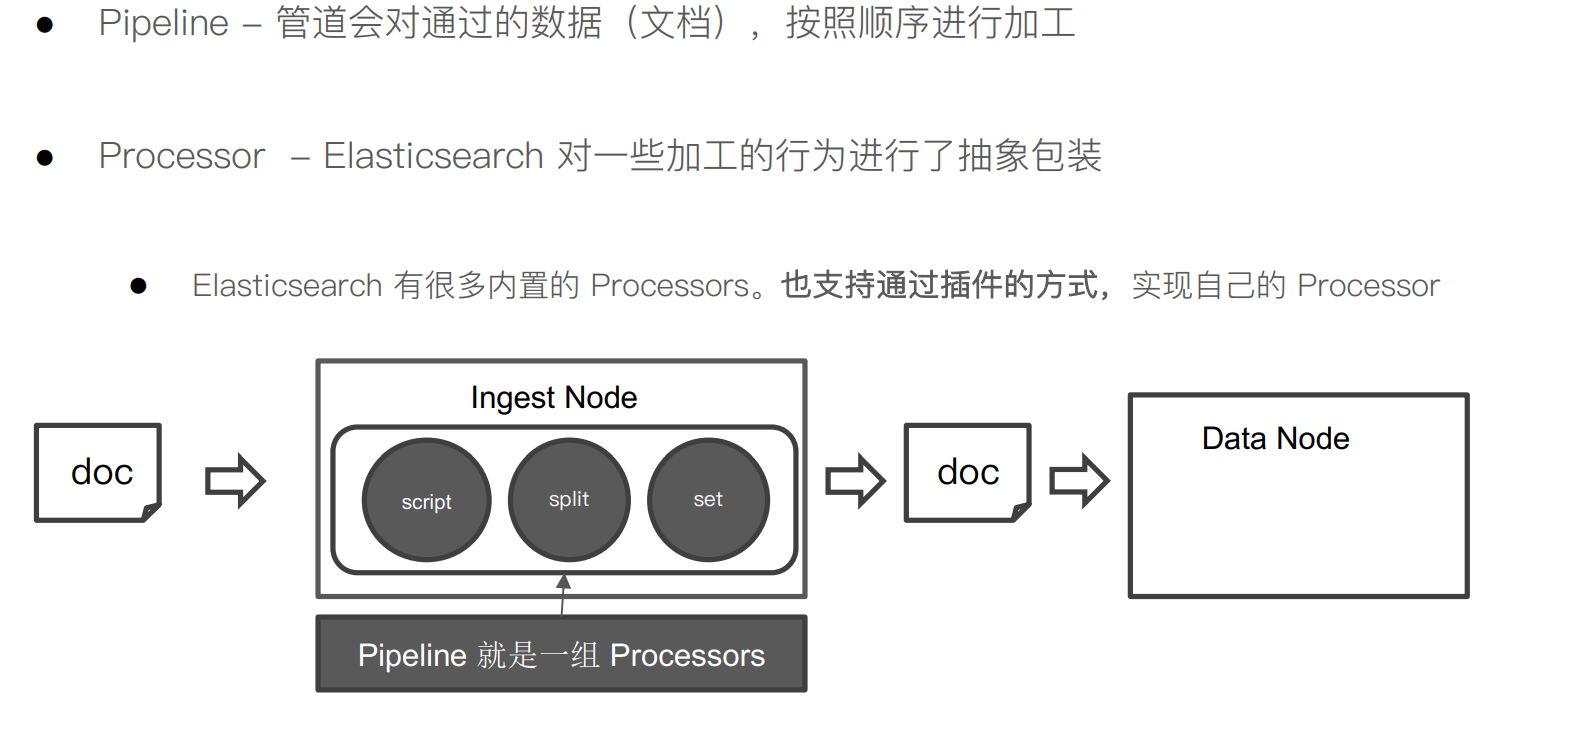 ● Pipeline – 管道会对通过的数据（文档），按照顺序进行加工
● Processor – Elasticsearch 对一些加工的行为进行了抽象包装
● Elasticsearch 有很多内置的 Processors。也支持通过插件的方式，实现自己的 Processor
Ingest Node
doc
script
split
set
doc
Data Node
Pipeline 就是一组 Processors